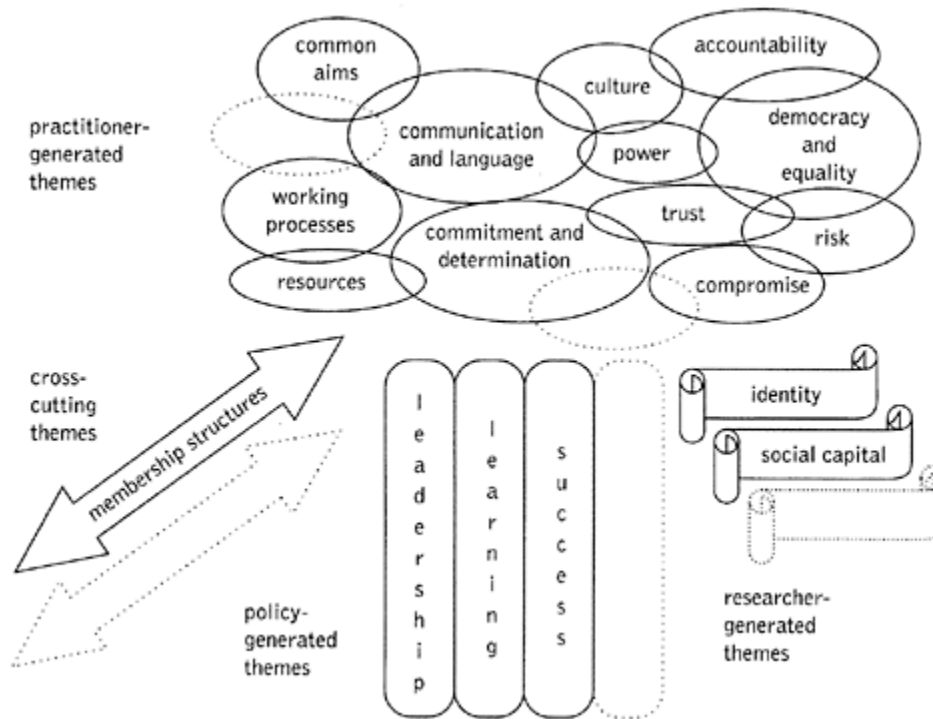 common
aims
accountability
culture
practitioner-
generated
themes
communication
and language
power
democracy
and
equality
working
processes
trust
commitment and
determination
risk
resources
compromise
cross-
cutting
themes
membership structures
leadership
learning
success
identity
social capital
policy-
generated
themes
researcher-
generated
themes